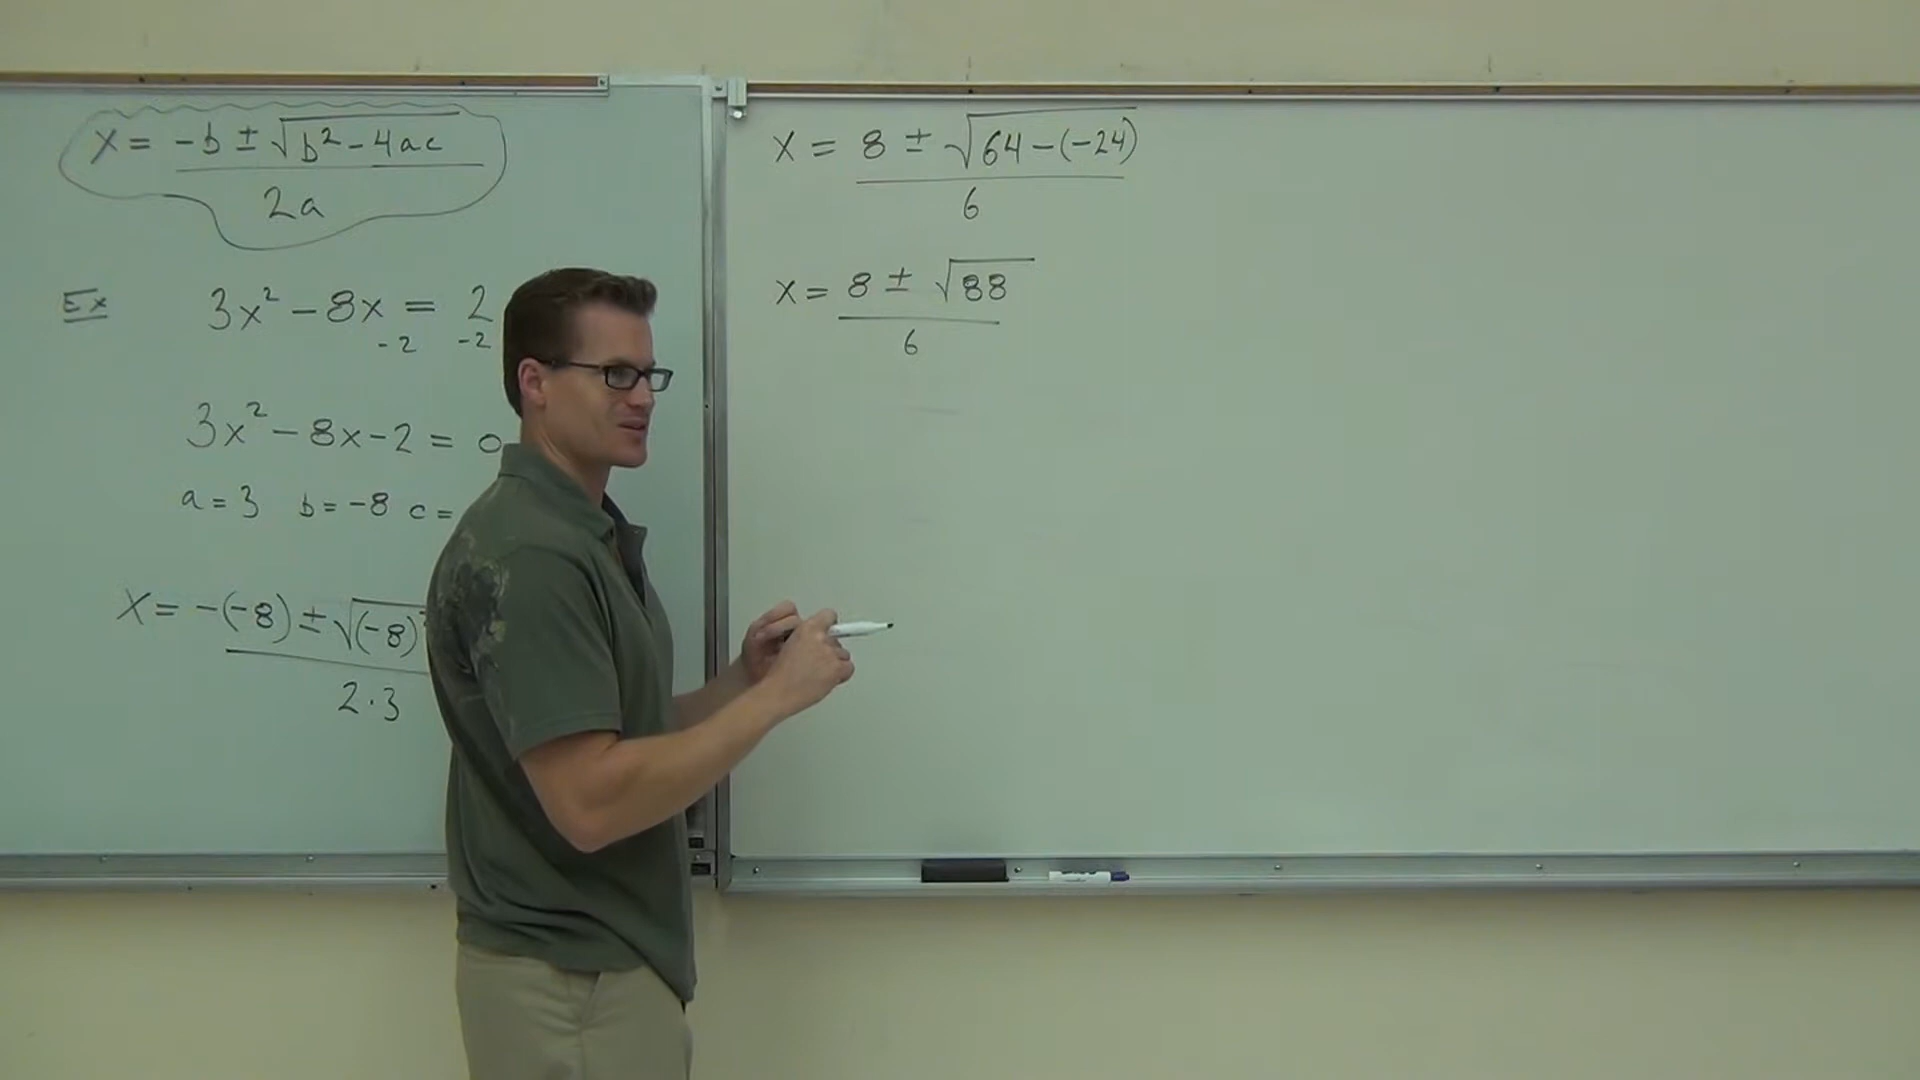 x = -b ± √b² - 4ac
2a
Ex 3x² - 8x = 2
-2 -2
3x² - 8x - 2 = 0
a = 3 b = -8 c =
x = -(-8) ± √(-8)
2·3
x = 8 ± √64-(-24)
6
x = 8 ± √88
6